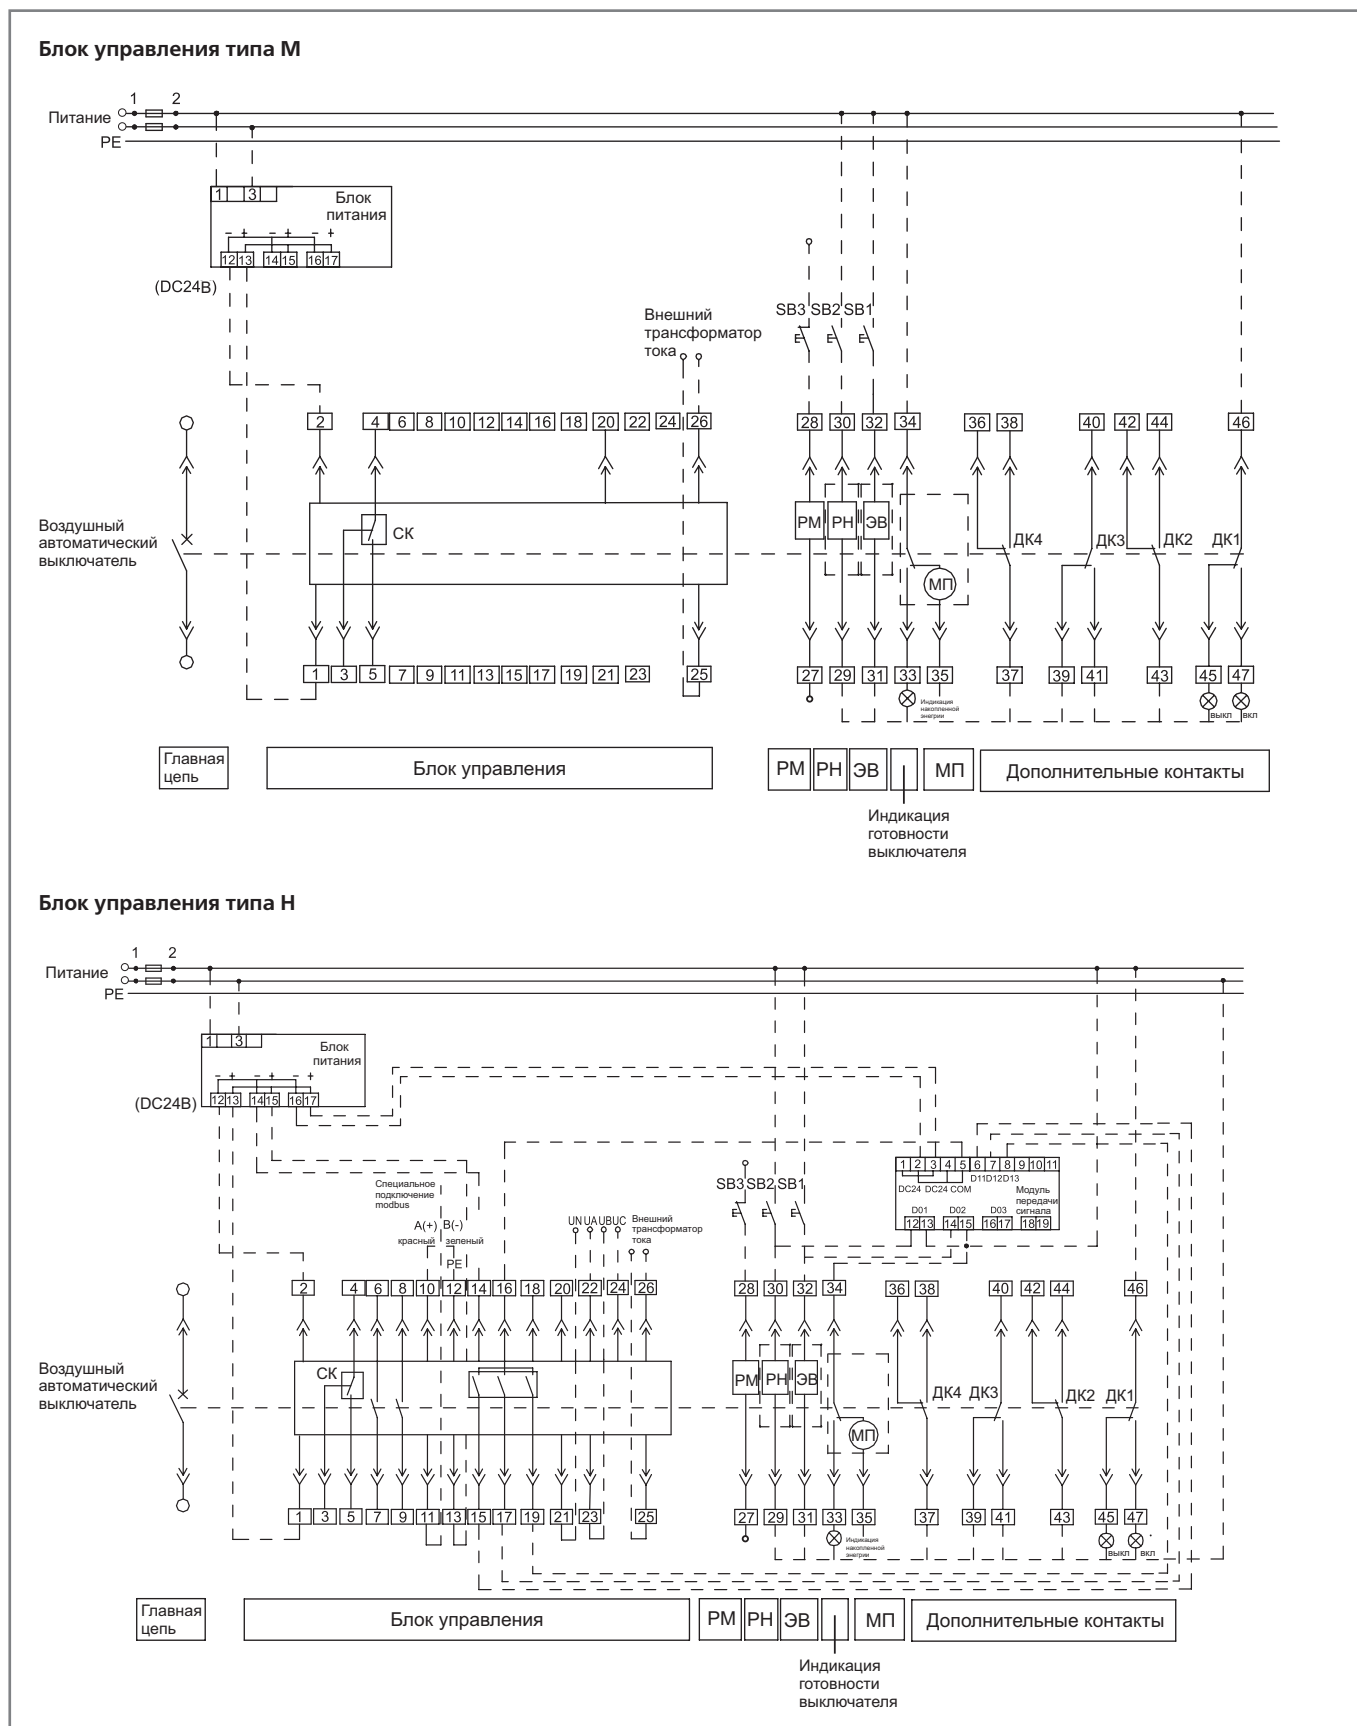 Блок управления типа М
1 2
Питание
PE
1 3
Блок
питания
- + - + - +
12 13 14 15 16 17
(DC24В)
Внешний
трансформатор
тока
SB3 SB2 SB1
2 4 6 8 10 12 14 16 18 20 22 24 26 28 30 32 34 36 38 40 42 44 46
Воздушный
автоматический
выключатель
СК
РМ РН ЭВ
МП
ДК4 ДК3 ДК2 ДК1
1 3 5 7 9 11 13 15 17 19 21 23 25 27 29 31 33 35 37 39 41 43 45 47
Индикация
накопленной
энегрии
выкл вкл
Главная
цепь
Блок управления
РМ РН ЭВ МП Дополнительные контакты
Индикация
готовности
выключателя
Блок управления типа Н
1 2
Питание
PE
1 3
Блок
питания
- + - + - +
12 13 14 15 16 17
(DC24В)
Специальное
подключение
modbus
A(+) B(-)
красный зеленый
PE
UN UA UB UC
Внешний
трансформатор
тока
SB3 SB2 SB1
1 2 3 4 5 6 7 8 9 10 11
D11 D12 D13
DC24 DC24 COM
Модуль
передачи
сигнала
D01 D02 D03
12 13 14 15 16 17 18 19
2 4 6 8 10 12 14 16 18 20 22 24 26 28 30 32 34 36 38 40 42 44 46
Воздушный
автоматический
выключатель
СК
РМ РН ЭВ
МП
ДК4 ДК3 ДК2 ДК1
1 3 5 7 9 11 13 15 17 19 21 23 25 27 29 31 33 35 37 39 41 43 45 47
Индикация
накопленной
энегрии
выкл вкл
Главная
цепь
Блок управления
РМ РН ЭВ МП Дополнительные контакты
Индикация
готовности
выключателя